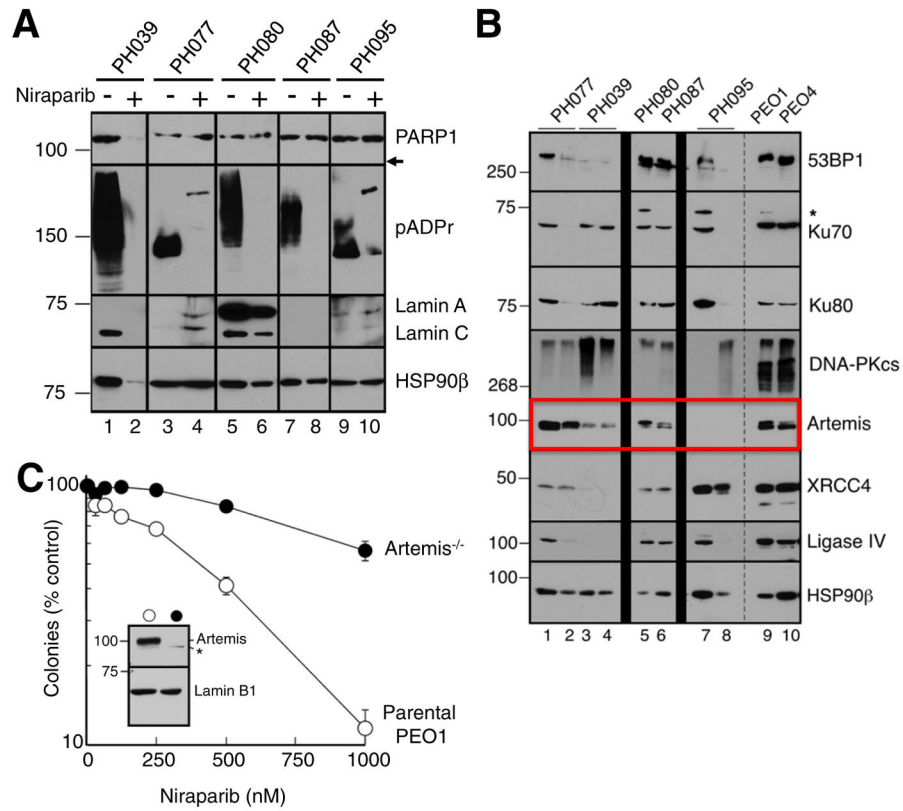 A
PH039 PH077 PH080 PH087 PH095
Niraparib - + - + - + - + - +
PARP1
100
pADPr
150
75
Lamin A
Lamin C
HSP90β
75
1 2 3 4 5 6 7 8 9 10
B
PH077 PH039 PH080 PH087 PH095 PEO1 PEO4
53BP1
250
75
*
Ku70
75
Ku80
DNA-PKcs
268
100
Artemis
50
XRCC4
100
Ligase IV
100
HSP90β
1 2 3 4 5 6 7 8 9 10
C
100
Colonies (% control)
10
Artemis-/-
Parental
PEO1
100
Artemis
*
75
Lamin B1
0 250 500 750 1000
Niraparib (nM)